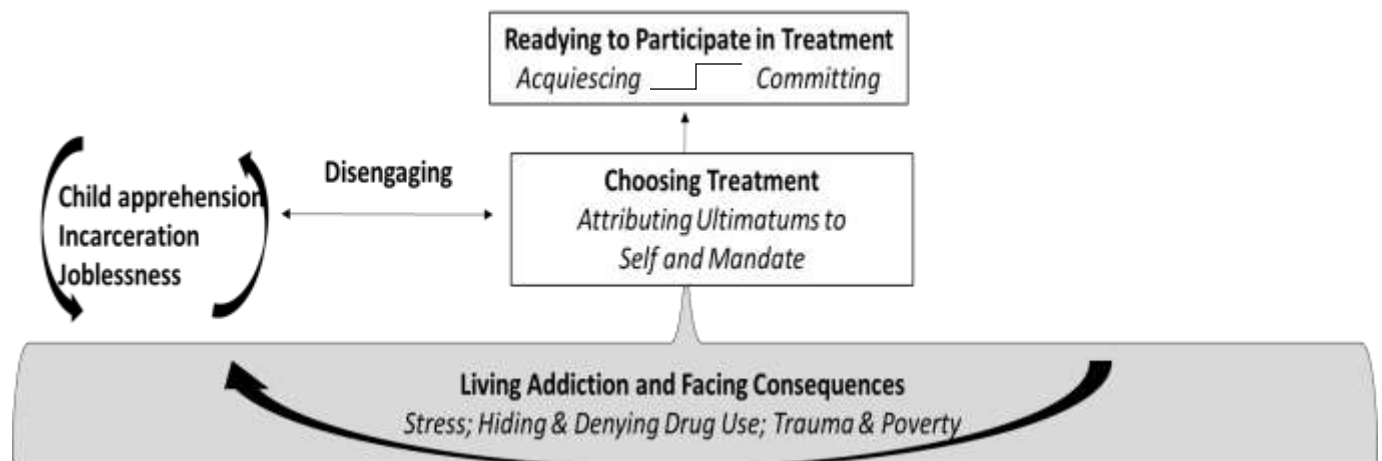 Readying to Participate in Treatment
Acquiescing Committing
Disengaging
Child apprehension
Incarceration
Joblessness
Choosing Treatment
Attributing Ultimatums to
Self and Mandate
Living Addiction and Facing Consequences
Stress; Hiding & Denying Drug Use; Trauma & Poverty